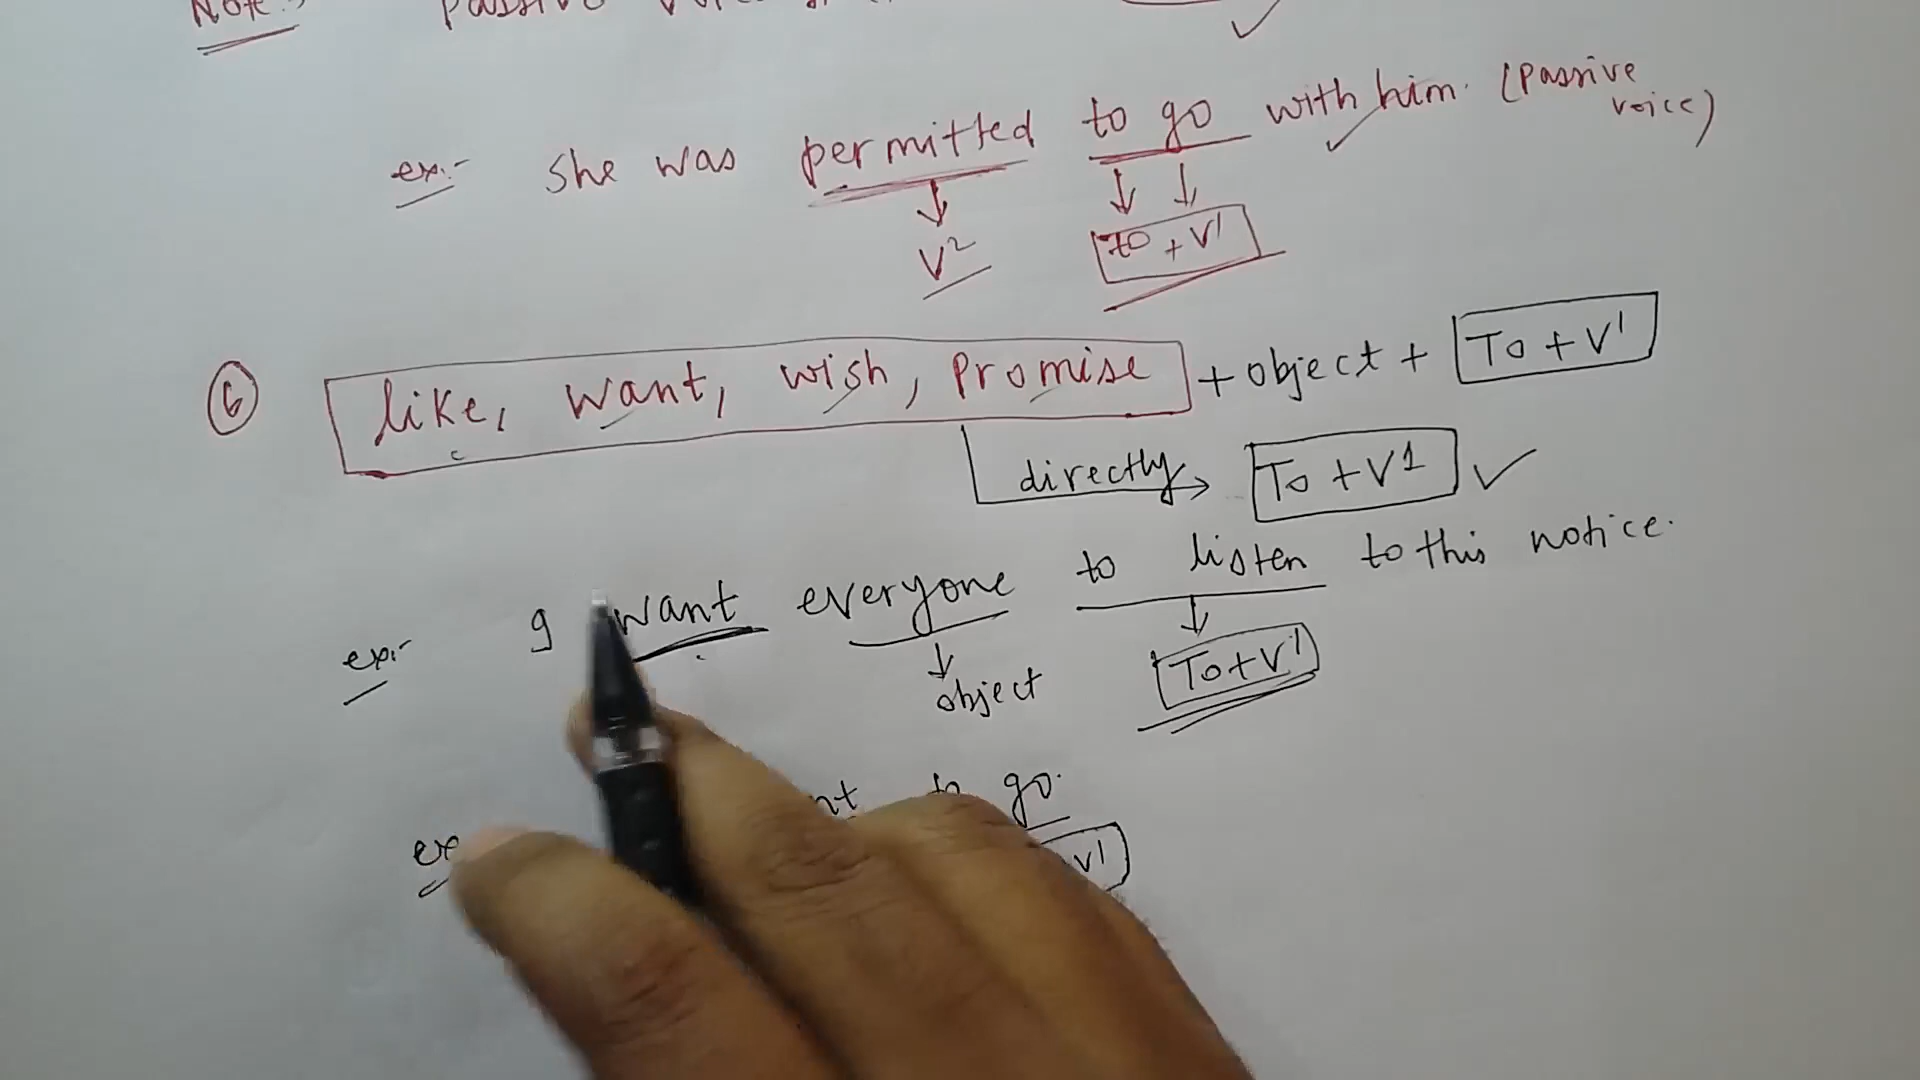 Note:- Passive
ex:- She was permitted to go with him. (Passive voice)
V² to + V¹
6 like, want, wish, Promise + object + To + V¹
directly To + V1
ex:- I want everyone to listen to this notice.
object To + V¹
ex to go.
V¹